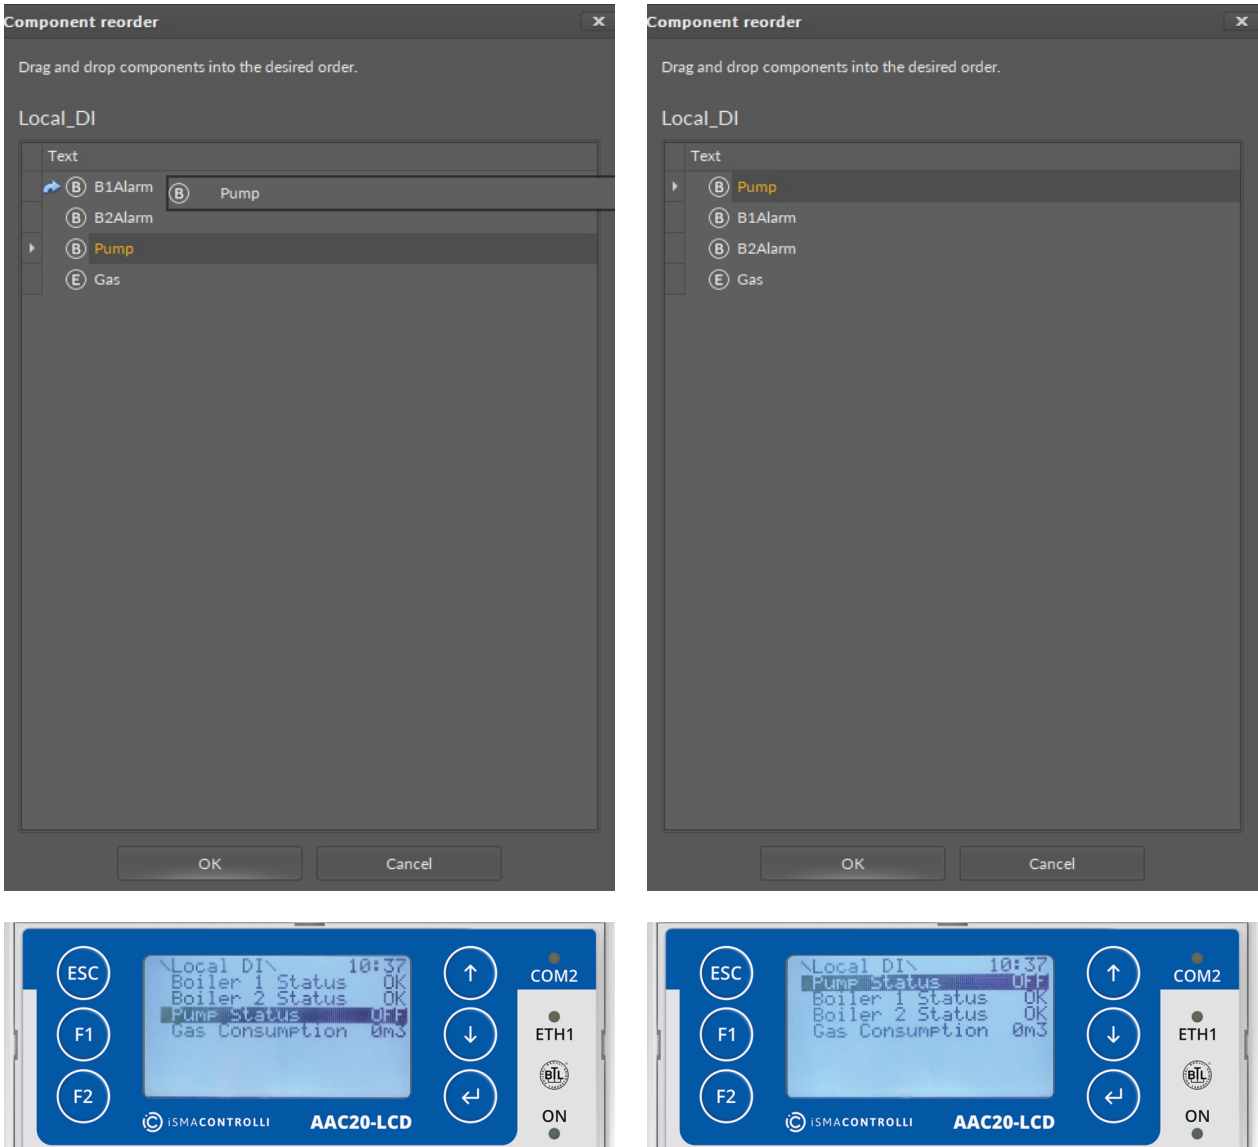 Component reorder
x
Drag and drop components into the desired order.
Local_DI
Text
B B1Alarm
B Pump
B B2Alarm
B Pump
E Gas
OK Cancel
Component reorder
x
Drag and drop components into the desired order.
Local_DI
Text
B Pump
B B1Alarm
B B2Alarm
E Gas
OK Cancel
ESC
F1
F2
\Local DI\ 10:37
Boiler 1 Status OK
Boiler 2 Status OK
Pump Status OFF
Gas Consumption 0m3
iSMACONTROLLI
AAC20-LCD
COM2
ETH1
BTL
ON
ESC
F1
F2
\Local DI\ 10:37
Pump Status OFF
Boiler 1 Status OK
Boiler 2 Status OK
Gas Consumption 0m3
iSMACONTROLLI
AAC20-LCD
COM2
ETH1
BTL
ON